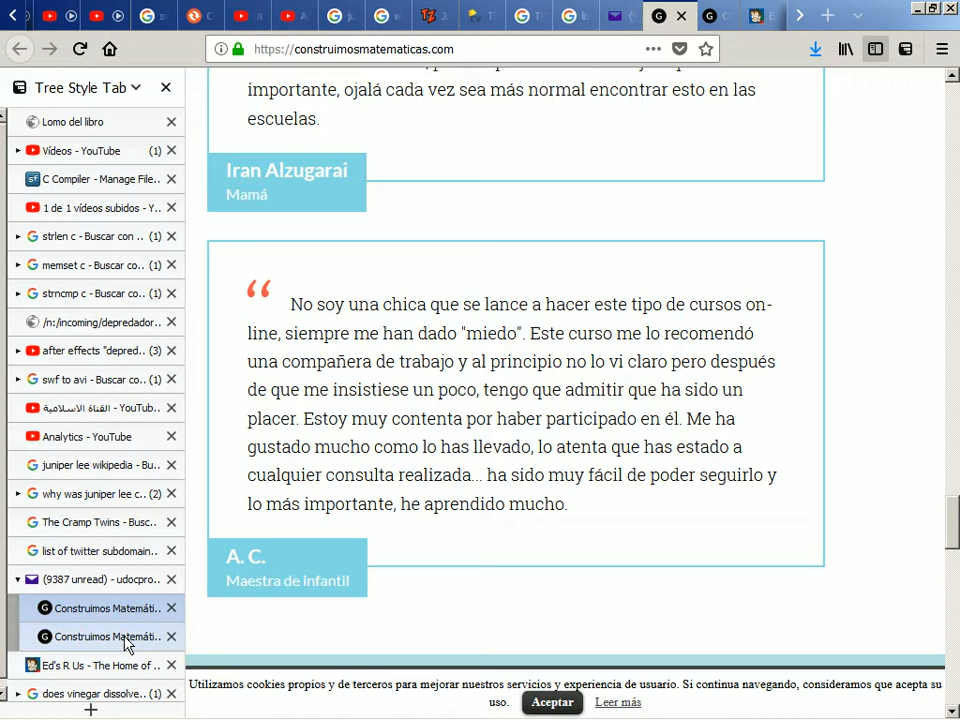 https://construimosmatematicas.com
Tree Style Tab
Lomo del libro
Vídeos - YouTube (1)
C Compiler - Manage File..
1 de 1 vídeos subidos - Y..
strlen c - Buscar con ... (1)
memset c - Buscar co.. (1)
strncmp c - Buscar co.. (1)
/n:/incoming/depredador..
after effects "depred.. (3)
swf to avi - Buscar co.. (1)
القناة الاسلامية - YouTub..
Analytics - YouTube
juniper lee wikipedia - Bu..
why was juniper lee c.. (2)
The Cramp Twins - Busc..
list of twitter subdomain..
(9387 unread) - udocpro..
Construimos Matemáti..
Construimos Matemáti..
Ed's R Us - The Home of ..
does vinegar dissolve.. (1)
importante, ojalá cada vez sea más normal encontrar esto en las
escuelas.
Iran Alzugarai
Mamá
“ No soy una chica que se lance a hacer este tipo de cursos on-
line, siempre me han dado "miedo". Este curso me lo recomendó
una compañera de trabajo y al principio no lo vi claro pero después
de que me insistiese un poco, tengo que admitir que ha sido un
placer. Estoy muy contenta por haber participado en él. Me ha
gustado mucho como lo has llevado, lo atenta que has estado a
cualquier consulta realizada... ha sido muy fácil de poder seguirlo y
lo más importante, he aprendido mucho.
A. C.
Maestra de infantil
Utilizamos cookies propios y de terceros para mejorar nuestros servicios y experiencia de usuario. Si continua navegando, consideramos que acepta su
uso. Aceptar Leer más